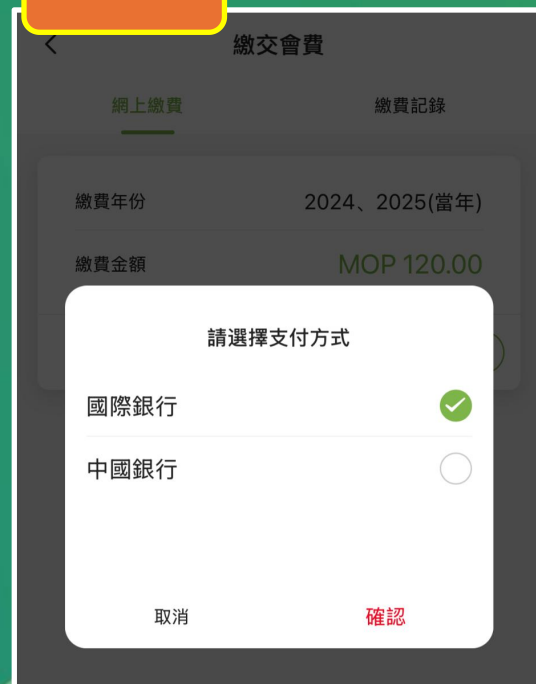 繳交會費
網上繳費 繳費記錄
繳費年份 2024、2025(當年)
繳費金額 MOP 120.00
請選擇支付方式
國際銀行
中國銀行
取消 確認